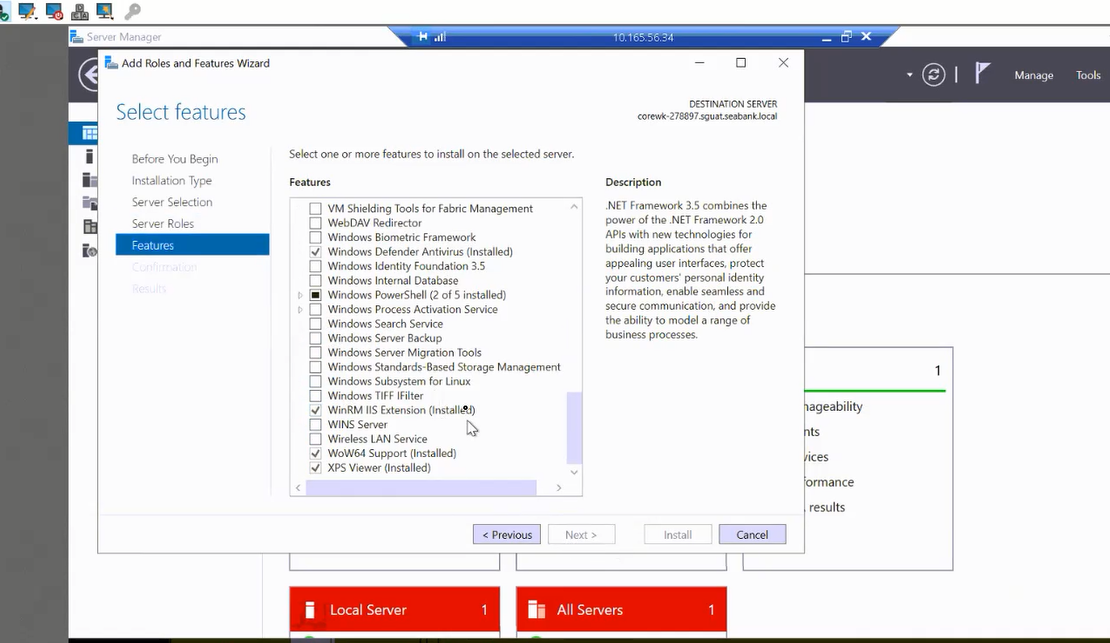 Server Manager
10.165.56.34
Add Roles and Features Wizard
Manage
Tools
Select features
DESTINATION SERVER
corewk-278897.sguat.seabank.local
Before You Begin
Installation Type
Server Selection
Server Roles
Features
Confirmation
Results
Select one or more features to install on the selected server.
Features
VM Shielding Tools for Fabric Management
WebDAV Redirector
Windows Biometric Framework
Windows Defender Antivirus (Installed)
Windows Identity Foundation 3.5
Windows Internal Database
Windows PowerShell (2 of 5 installed)
Windows Process Activation Service
Windows Search Service
Windows Server Backup
Windows Server Migration Tools
Windows Standards-Based Storage Management
Windows Subsystem for Linux
Windows TIFF IFilter
WinRM IIS Extension (Installed)
WINS Server
Wireless LAN Service
WoW64 Support (Installed)
XPS Viewer (Installed)
Description
.NET Framework 3.5 combines the
power of the .NET Framework 2.0
APIs with new technologies for
building applications that offer
appealing user interfaces, protect
your customers' personal identity
information, enable seamless and
secure communication, and provide
the ability to model a range of
business processes.
< Previous
Next >
Install
Cancel
1
nageability
nts
vices
formance
results
Local Server
1
All Servers
1